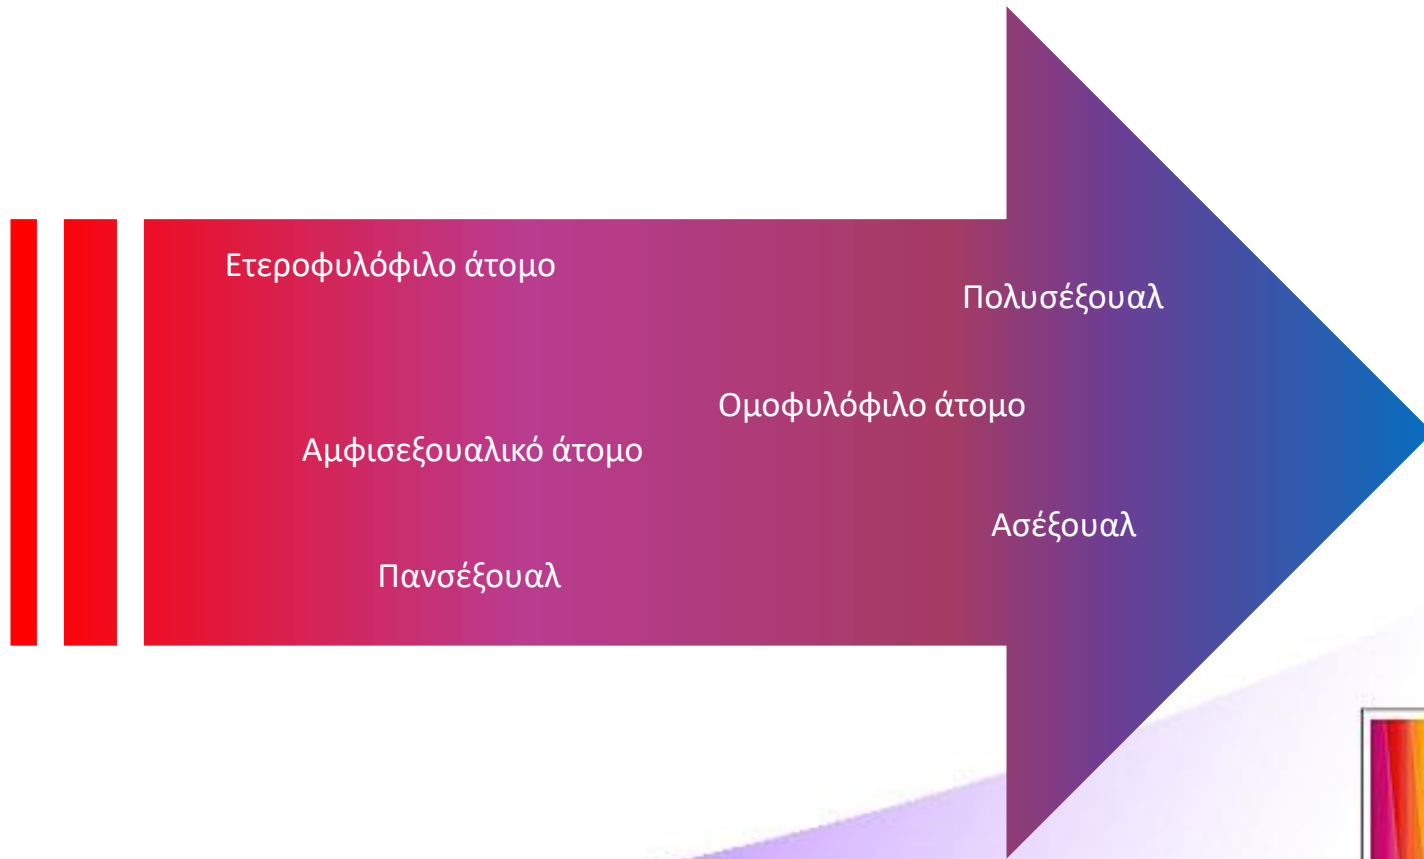 Ετεροφυλόφιλο άτομο
Πολυσέξουαλ
Ομοφυλόφιλο άτομο
Αμφισεξουαλικό άτομο
Ασέξουαλ
Πανσέξουαλ